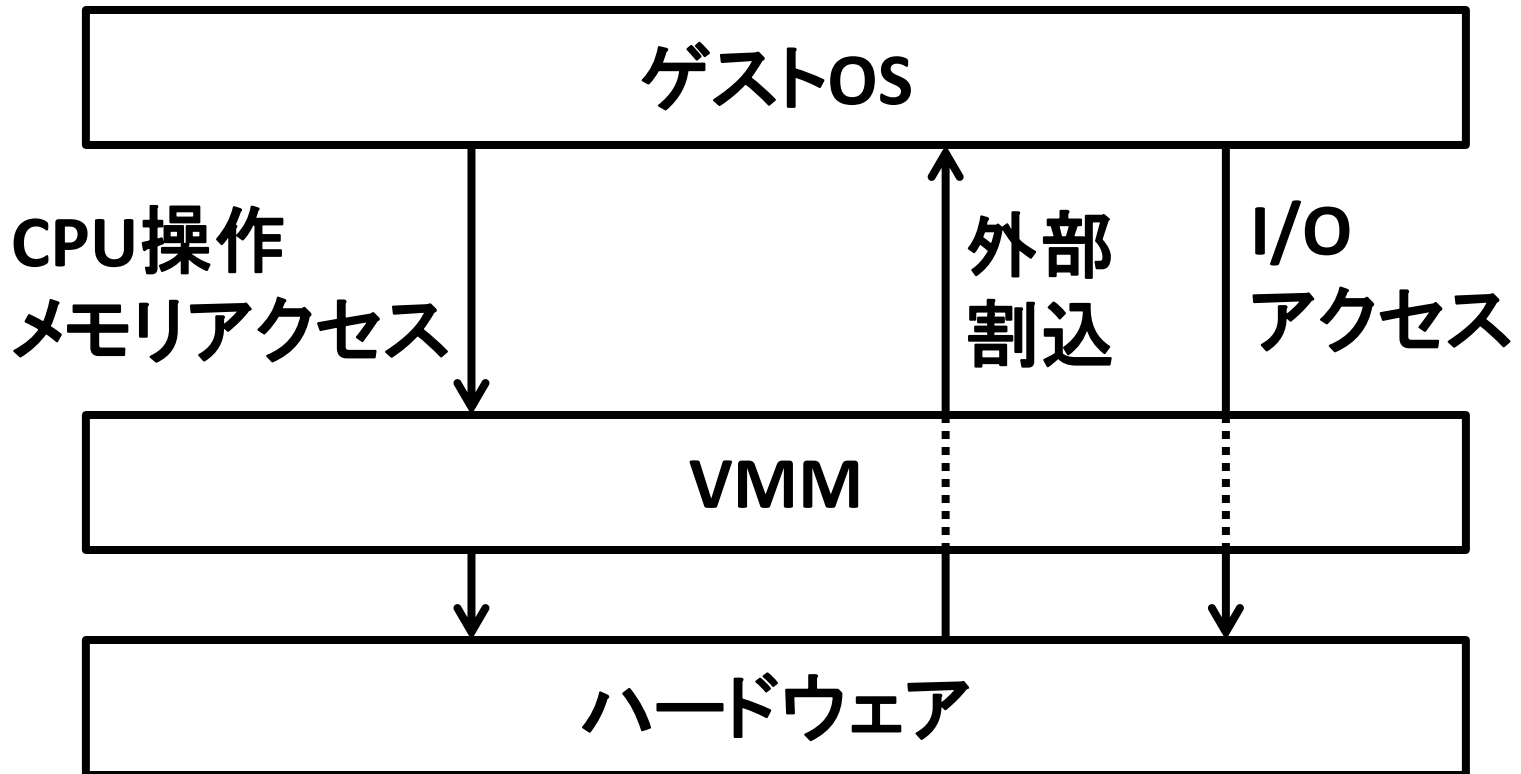 ゲストOS
CPU操作
メモリアクセス
外部
割込
I/O
アクセス
VMM
ハードウェア